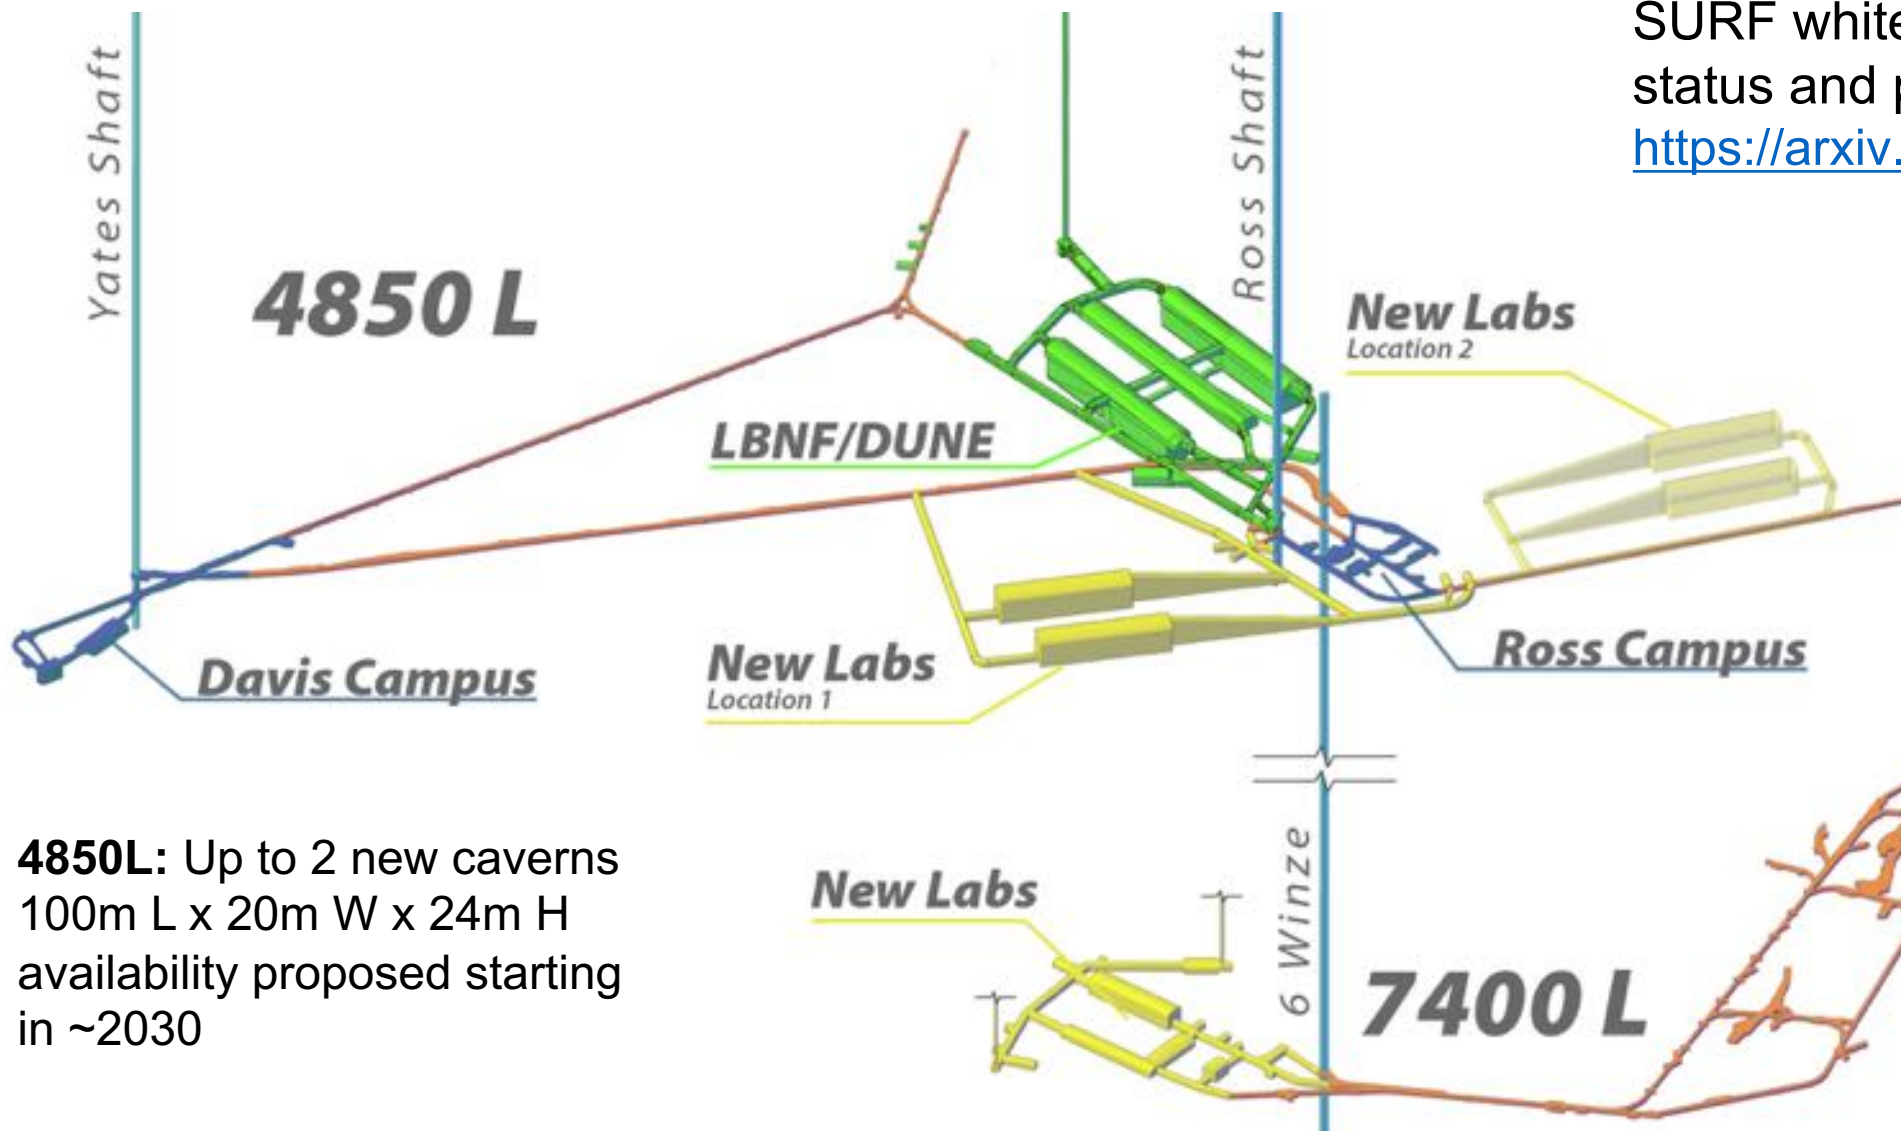 SURF white
status and p
https://arxiv.
Yates Shaft
4850 L
Ross Shaft
New Labs
Location 2
LBNF/DUNE
Davis Campus
New Labs
Location 1
Ross Campus
4850L: Up to 2 new caverns
100m L x 20m W x 24m H
availability proposed starting
in ~2030
New Labs
6 Winze
7400 L